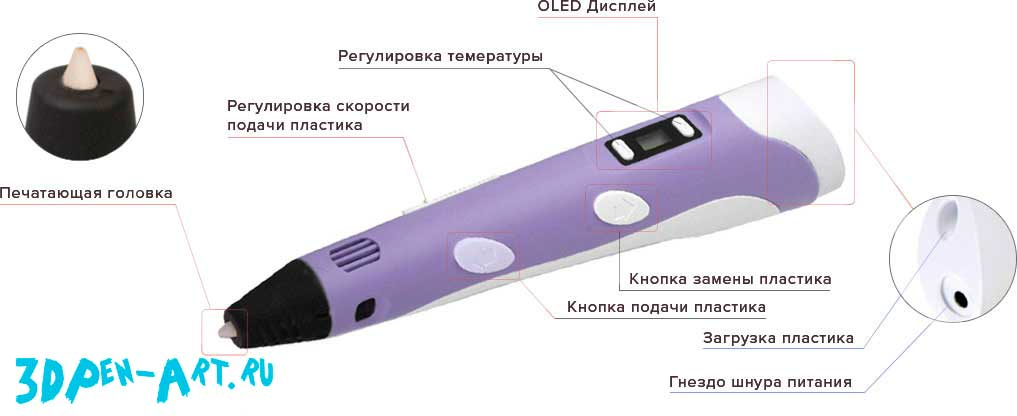 OLED Дисплей
Регулировка темературы
Регулировка скорости
подачи пластика
Печатающая головка
Кнопка замены пластика
Кнопка подачи пластика
Загрузка пластика
Гнездо шнура питания
3DPen-Art.ru